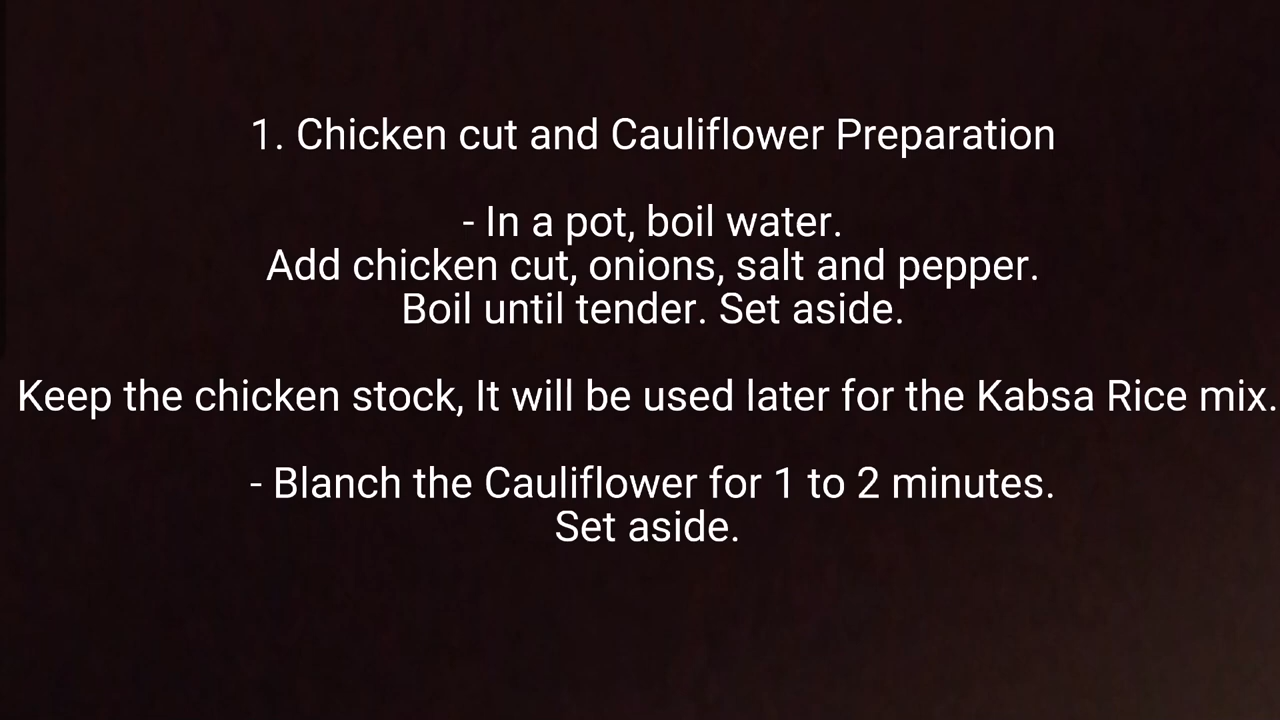 1. Chicken cut and Cauliflower Preparation
- In a pot, boil water.
Add chicken cut, onions, salt and pepper.
Boil until tender. Set aside.
Keep the chicken stock, It will be used later for the Kabsa Rice mix.
- Blanch the Cauliflower for 1 to 2 minutes.
Set aside.